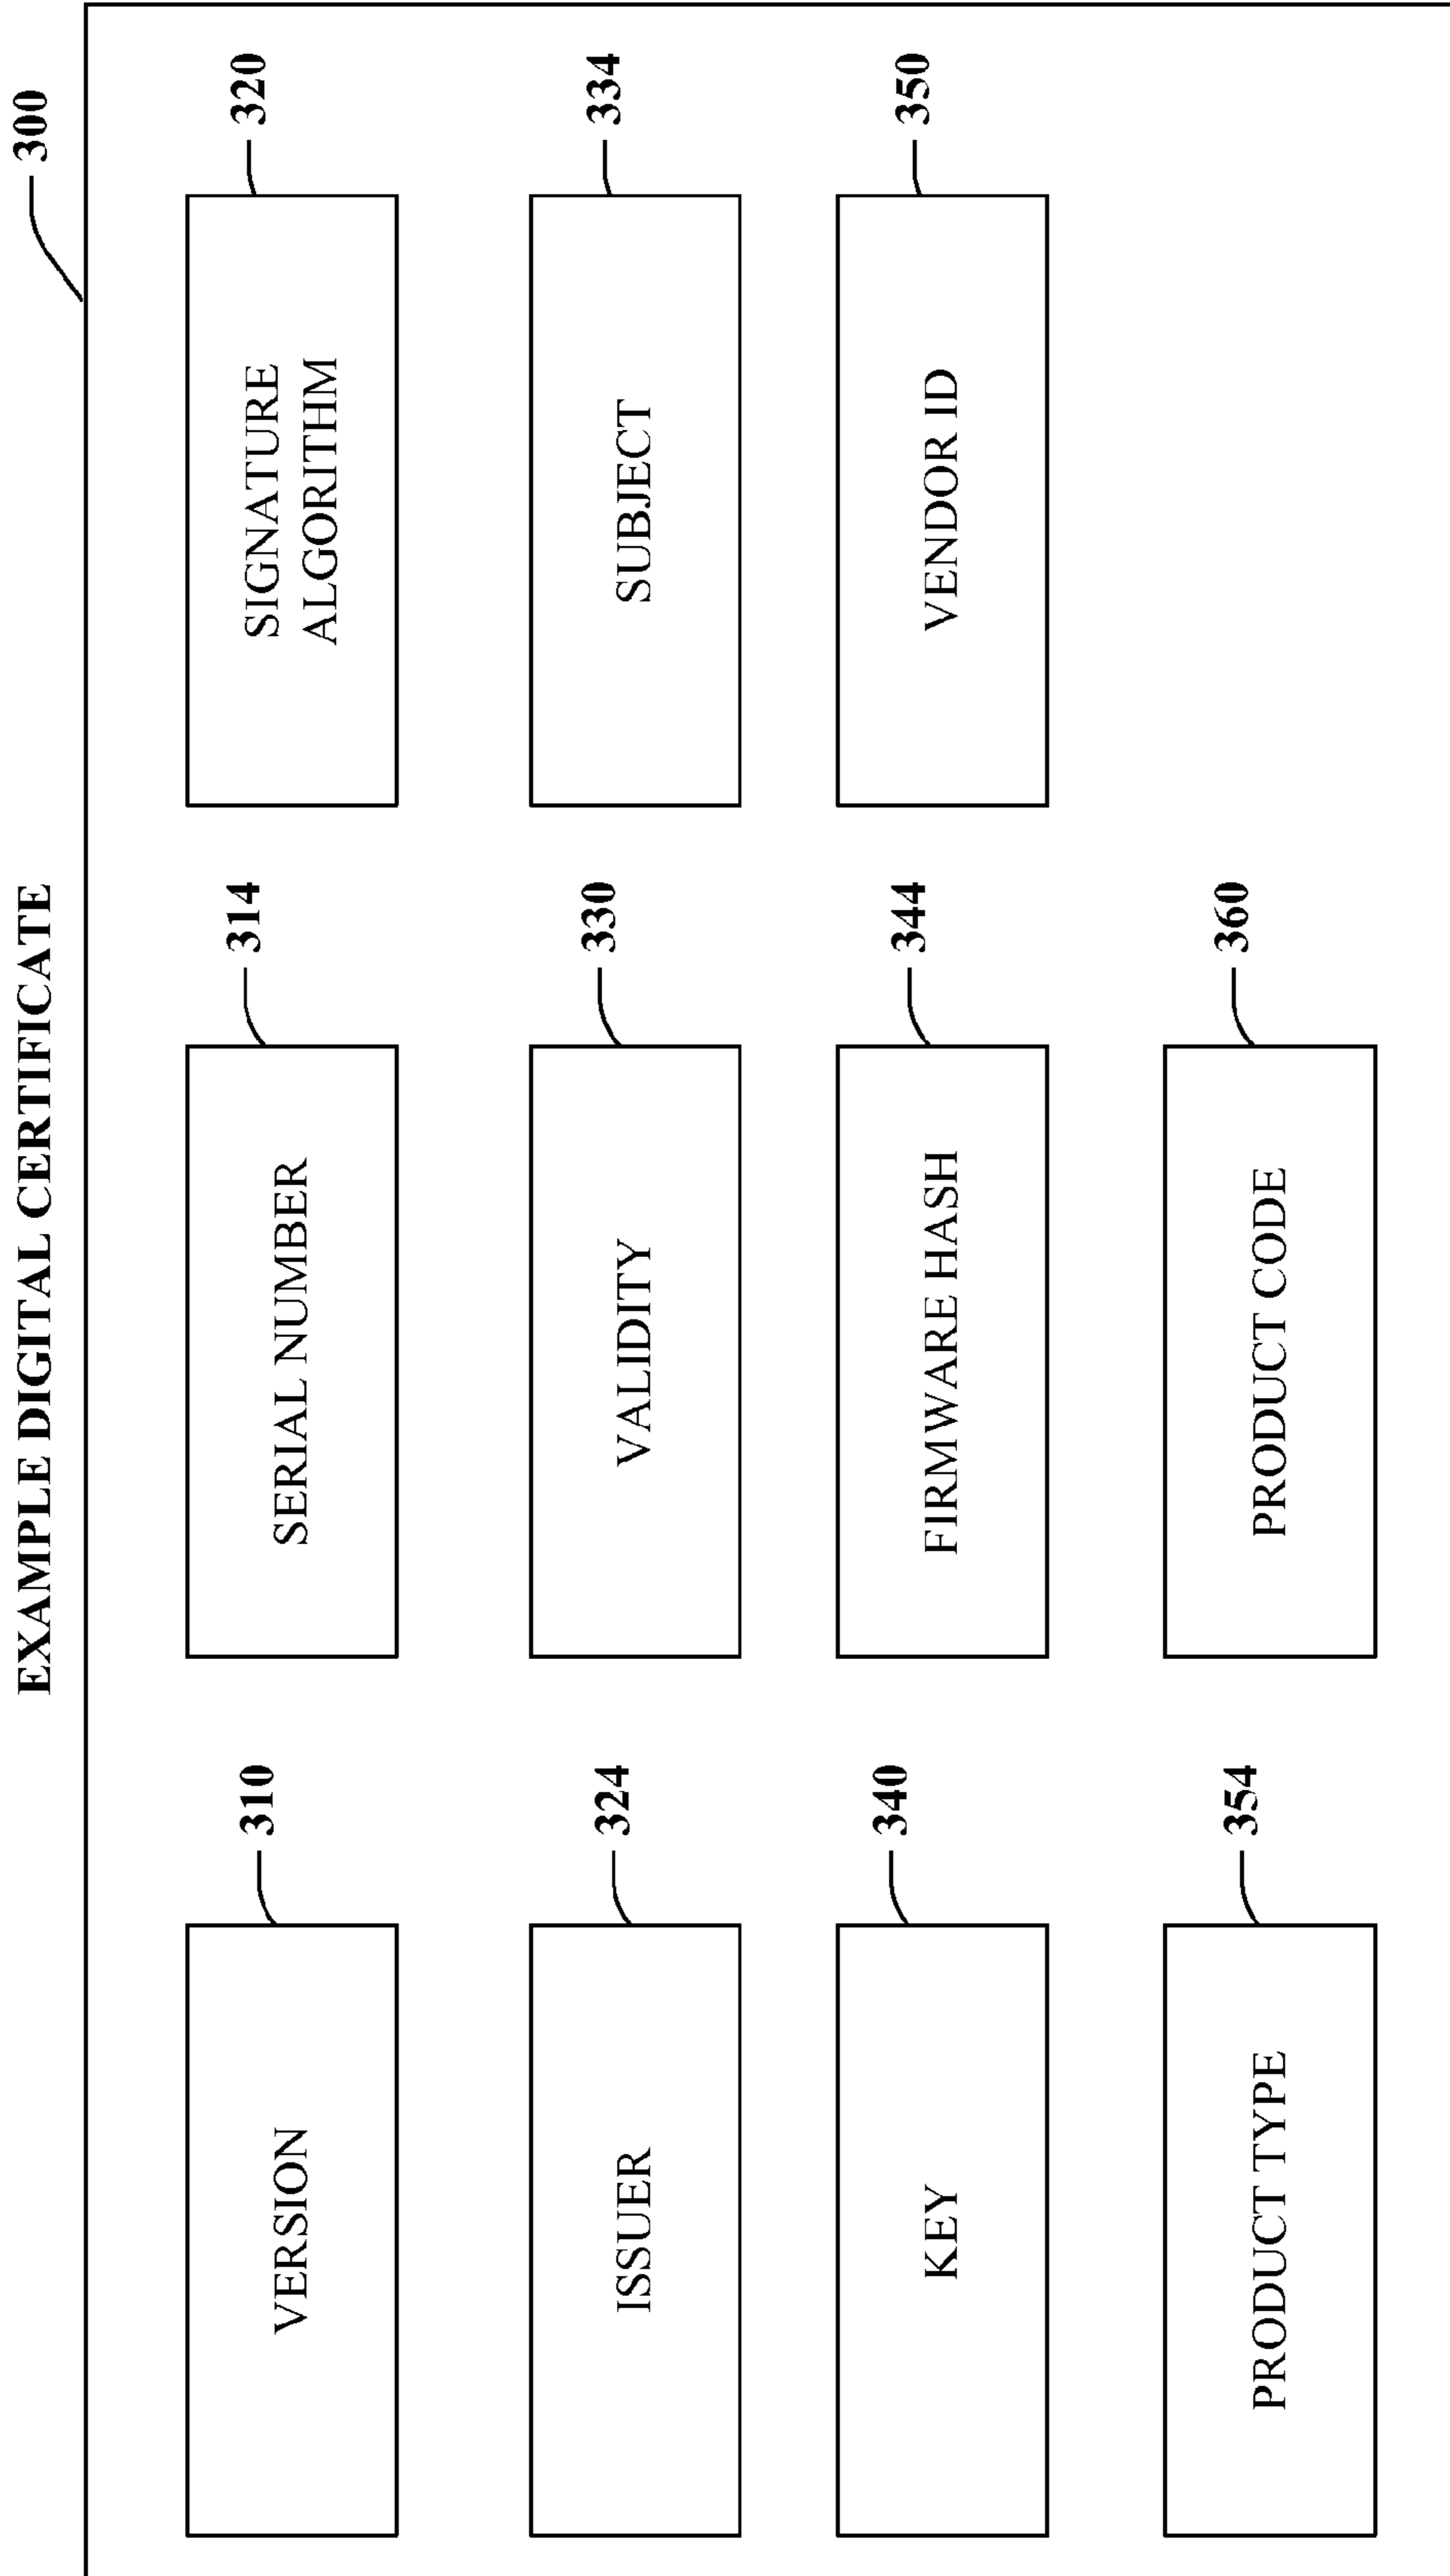 EXAMPLE DIGITAL CERTIFICATE
300
310
314
320
VERSION
SERIAL NUMBER
SIGNATURE
ALGORITHM
324
330
334
ISSUER
VALIDITY
SUBJECT
340
344
350
KEY
FIRMWARE HASH
VENDOR ID
354
360
PRODUCT TYPE
PRODUCT CODE